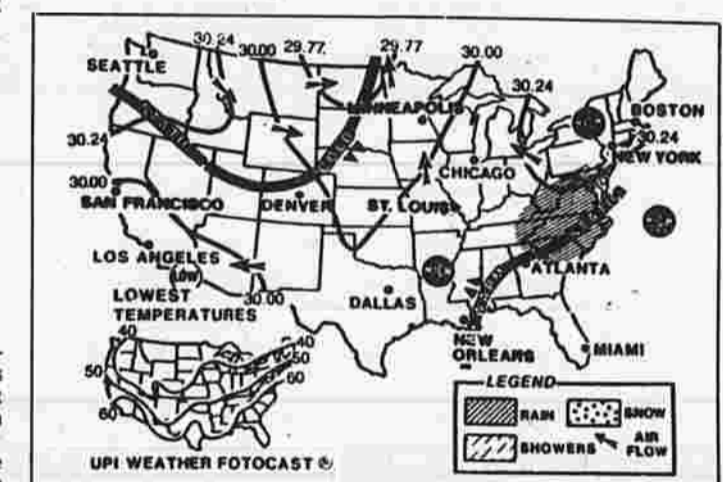 30.24 30.00 29.77 29.77 30.00
SEATTLE
30.24
MINNEAPOLIS
BOSTON
30.24
30.24
NEW YORK
CHICAGO
30.00
SAN FRANCISCO
DENVER
ST. LOUIS
LOS ANGELES
LOW
ATLANTA
LOWEST
TEMPERATURES
30.00
DALLAS
NEW
ORLEANS
MIAMI
40
40
50
50
60
60
LEGEND
RAIN
SNOW
SHOWERS
AIR
FLOW
UPI WEATHER FOTOCAST ©